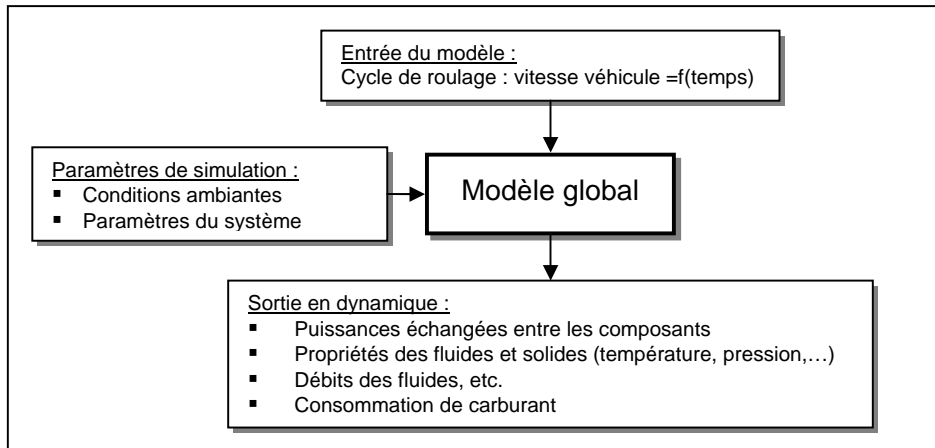 Entrée du modèle :
Cycle de roulage : vitesse véhicule =f(temps)
Paramètres de simulation :
▪ Conditions ambiantes
▪ Paramètres du système
Modèle global
Sortie en dynamique :
▪ Puissances échangées entre les composants
▪ Propriétés des fluides et solides (température, pression,…)
▪ Débits des fluides, etc.
▪ Consommation de carburant